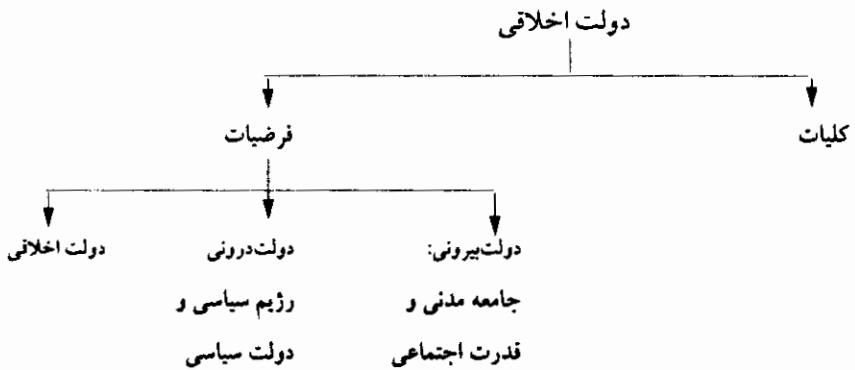 دولت اخلاقی
کلیات
فرضیات
دولت‌بیرونی:
جامعه مدنی و
قدرت اجتماعی
دولت‌درونی
رژیم سیاسی و
دولت سیاسی
دولت اخلاقی